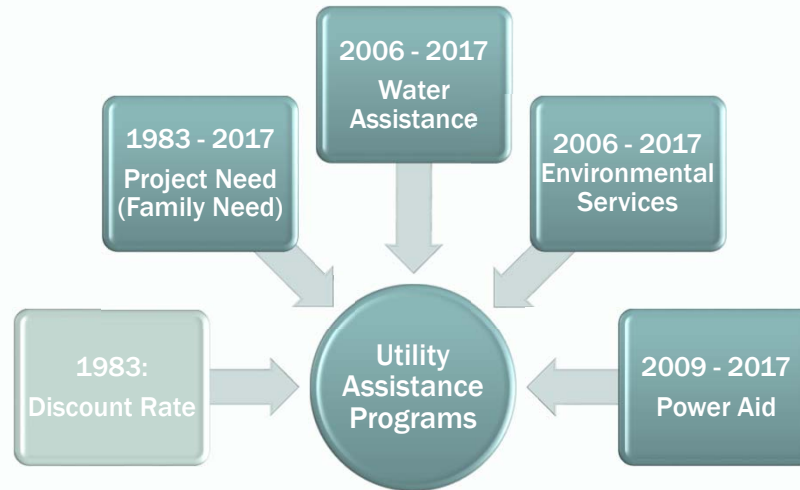 2006 - 2017
Water
Assistance
1983 - 2017
Project Need
(Family Need)
2006 - 2017
Environmental
Services
1983:
Discount Rate
Utility
Assistance
Programs
2009 - 2017
Power Aid